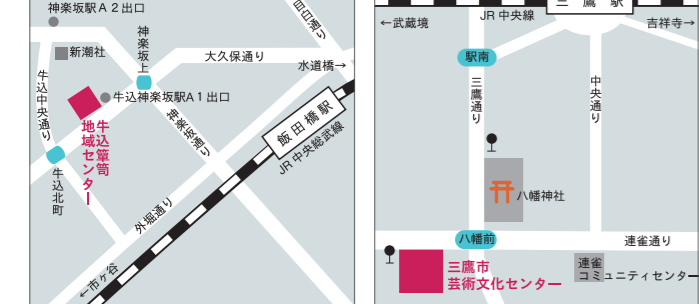 神楽坂駅A２出口
新潮社
神楽坂上
目白通り
大久保通り
水道橋→
牛込中央通り
牛込神楽坂駅A１出口
牛込簞笥
地域センター
神楽坂通り
飯田橋駅
JR中央総武線
牛込北町
外堀通り
←市ヶ谷
←武蔵境
JR 中央線
三鷹駅
吉祥寺→
駅南
三鷹通り
中央通り
八幡神社
八幡前
連雀通り
三鷹市
芸術文化センター
連雀
コミュニティセンター